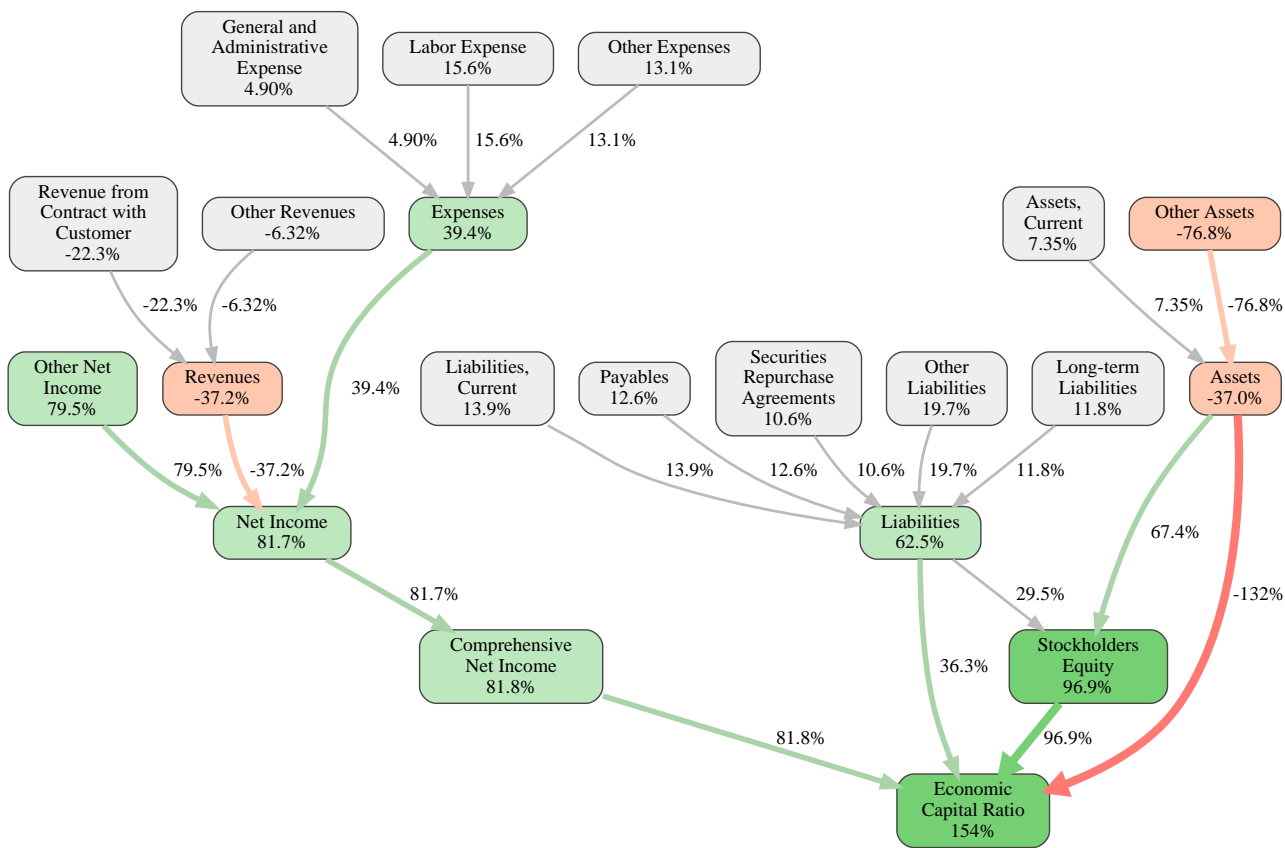 General and
Administrative
Expense
4.90%
Labor Expense
15.6%
Other Expenses
13.1%
4.90%
15.6%
13.1%
Revenue from
Contract with
Customer
-22.3%
Other Revenues
-6.32%
Expenses
39.4%
Assets,
Current
7.35%
Other Assets
-76.8%
-22.3%
-6.32%
7.35%
-76.8%
Other Net
Income
79.5%
Revenues
-37.2%
39.4%
Liabilities,
Current
13.9%
Payables
12.6%
Securities
Repurchase
Agreements
10.6%
Other
Liabilities
19.7%
Long-term
Liabilities
11.8%
Assets
-37.0%
79.5%
-37.2%
13.9%
12.6%
10.6%
19.7%
11.8%
Net Income
81.7%
Liabilities
62.5%
67.4%
81.7%
29.5%
-132%
Comprehensive
Net Income
81.8%
36.3%
Stockholders
Equity
96.9%
81.8%
96.9%
Economic
Capital Ratio
154%